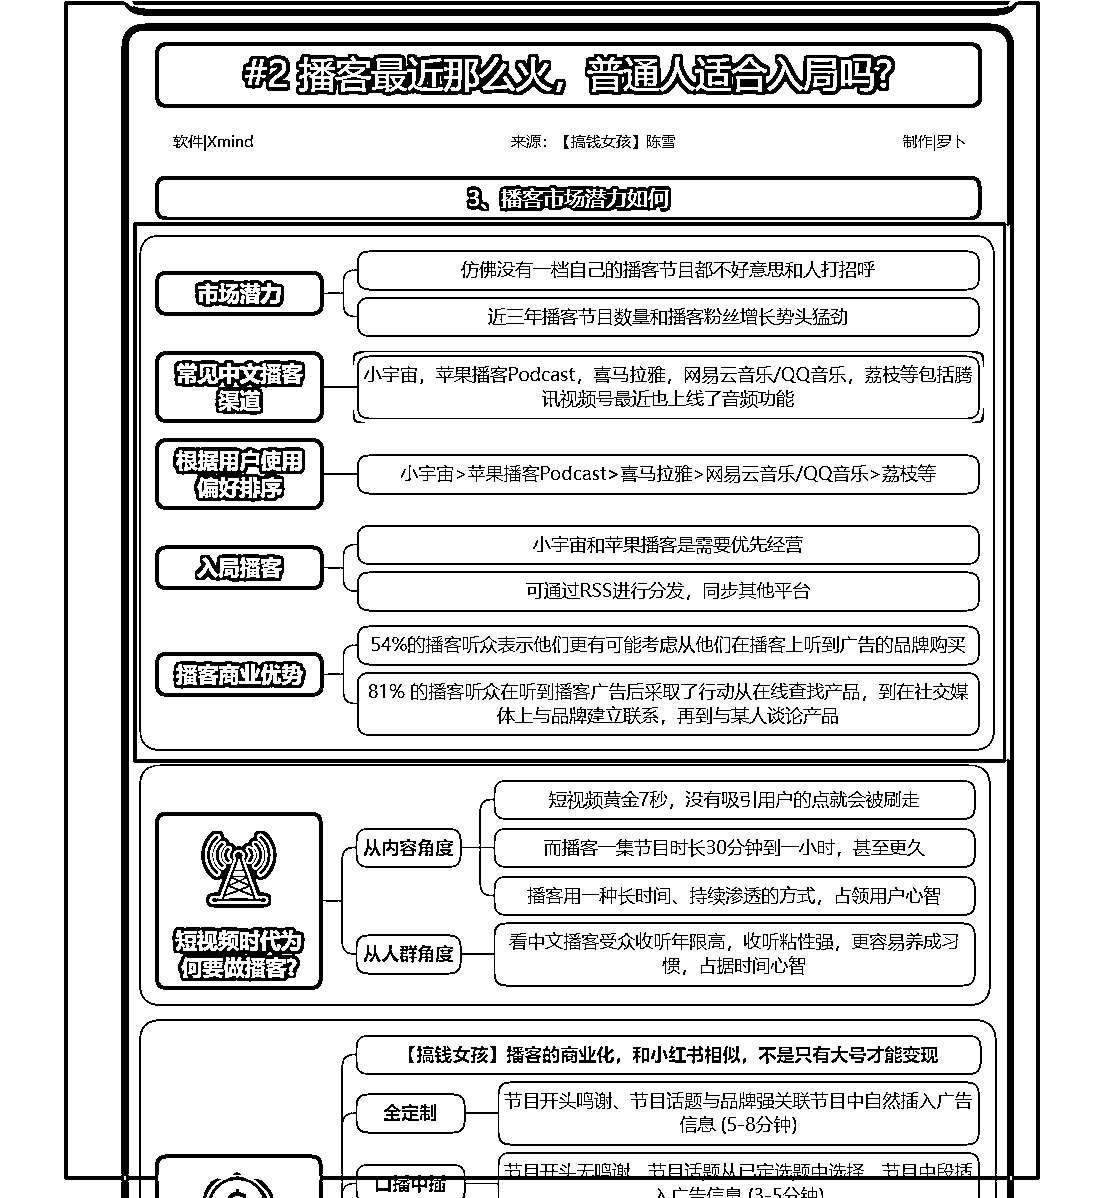 #2 播客最近那么火，普通人适合入局吗？
软件|Xmind
来源：【搞钱女孩】陈雪
制作|罗卜
3、播客市场潜力如何
市场潜力
仿佛没有一档自己的播客节目都不好意思和人打招呼
近三年播客节目数量和播客粉丝增长势头猛劲
常见中文播客
渠道
小宇宙，苹果播客Podcast，喜马拉雅，网易云音乐/QQ音乐，荔枝等包括腾
讯视频号最近也上线了音频功能
根据用户使用
偏好排序
小宇宙>苹果播客Podcast>喜马拉雅>网易云音乐/QQ音乐>荔枝等
入局播客
小宇宙和苹果播客是需要优先经营
可通过RSS进行分发，同步其他平台
播客商业优势
54%的播客听众表示他们更有可能考虑从他们在播客上听到广告的品牌购买
81% 的播客听众在听到播客广告后采取了行动从在线查找产品，到在社交媒
体上与品牌建立联系，再到与某人谈论产品
短视频时代为
何要做播客？
从内容角度
短视频黄金7秒，没有吸引用户的点就会被刷走
而播客一集节目时长30分钟到一小时，甚至更久
播客用一种长时间、持续渗透的方式，占领用户心智
从人群角度
看中文播客受众收听年限高，收听粘性强，更容易养成习
惯，占据时间心智
【搞钱女孩】播客的商业化，和小红书相似，不是只有大号才能变现
全定制
节目开头鸣谢、节目话题与品牌强关联节目中自然插入广告
信息 (5-8分钟)
口播中插
节目开头无鸣谢、节目话题从已定选题中选择、节目中段插
入广告信息 (3-5分钟)